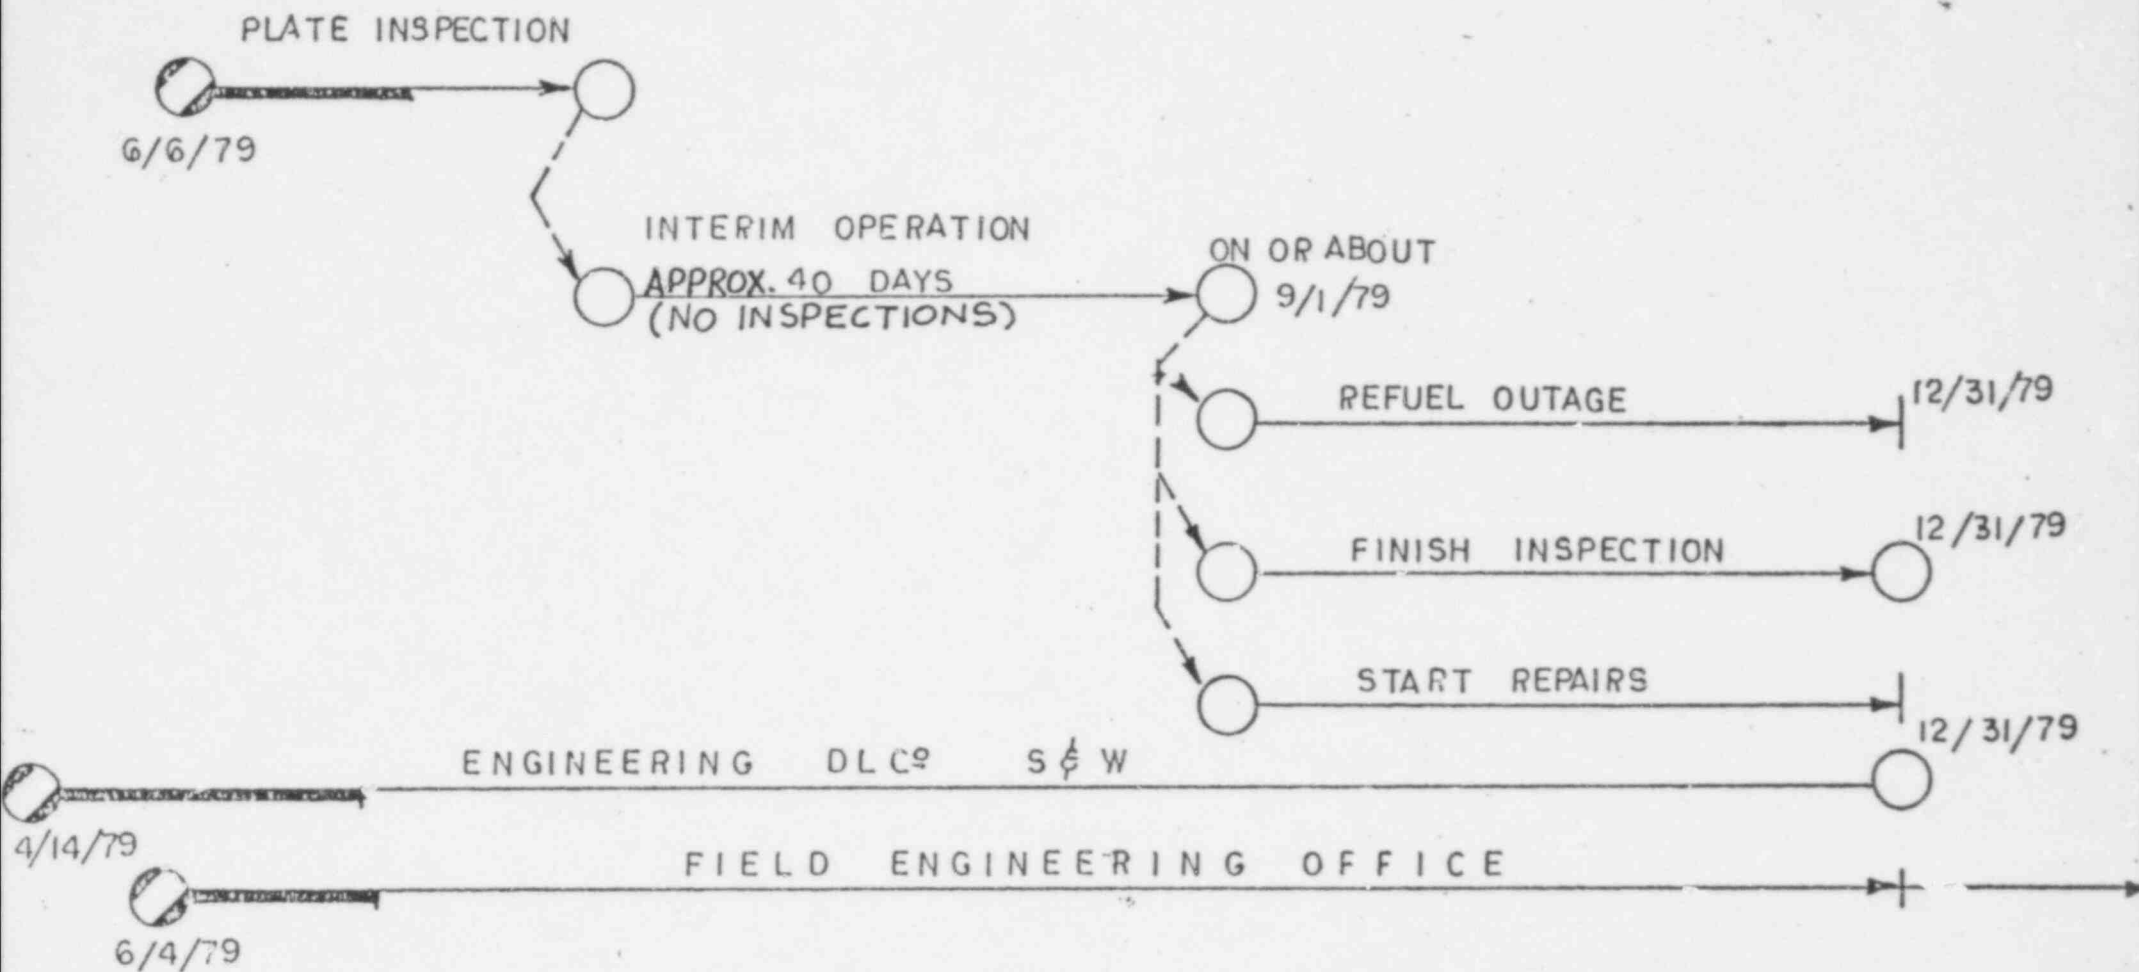 PLATE INSPECTION
6/6/79
INTERIM OPERATION
APPROX. 40 DAYS
(NO INSPECTIONS)
ON OR ABOUT
9/1/79
REFUEL OUTAGE
12/31/79
FINISH INSPECTION
12/31/79
START REPAIRS
12/31/79
ENGINEERING DLCº S & W
4/14/79
FIELD ENGINEERING OFFICE
6/4/79